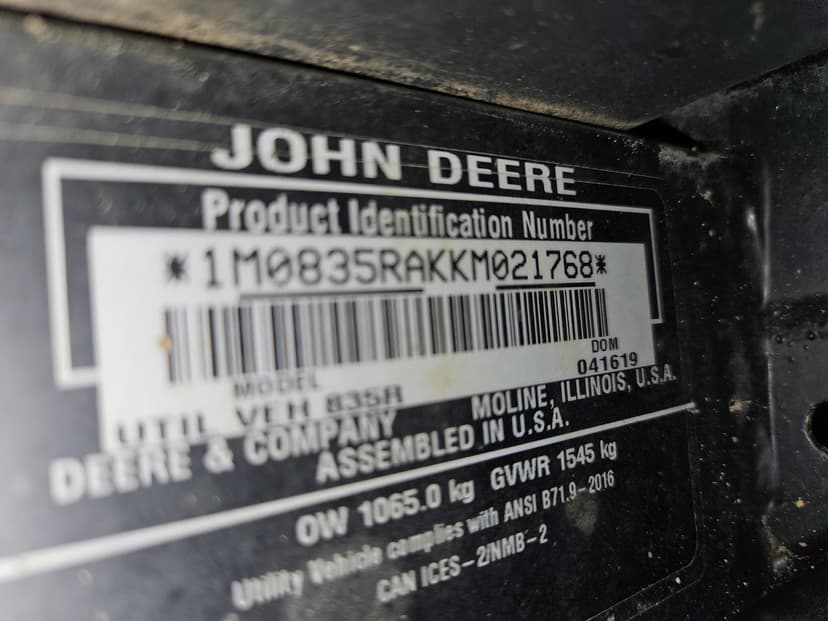 JOHN DEERE
Product Identification Number
*1M0835RAKKM021768*
DOM
041619
MODEL
UTIL VEH 835R
DEERE & COMPANY MOLINE, ILLINOIS, U.S.A.
ASSEMBLED IN U.S.A.
OW 1065.0 kg GVWR 1545 kg
Utility Vehicle complies with ANSI B71.9-2016
CAN ICES-2/NMB-2